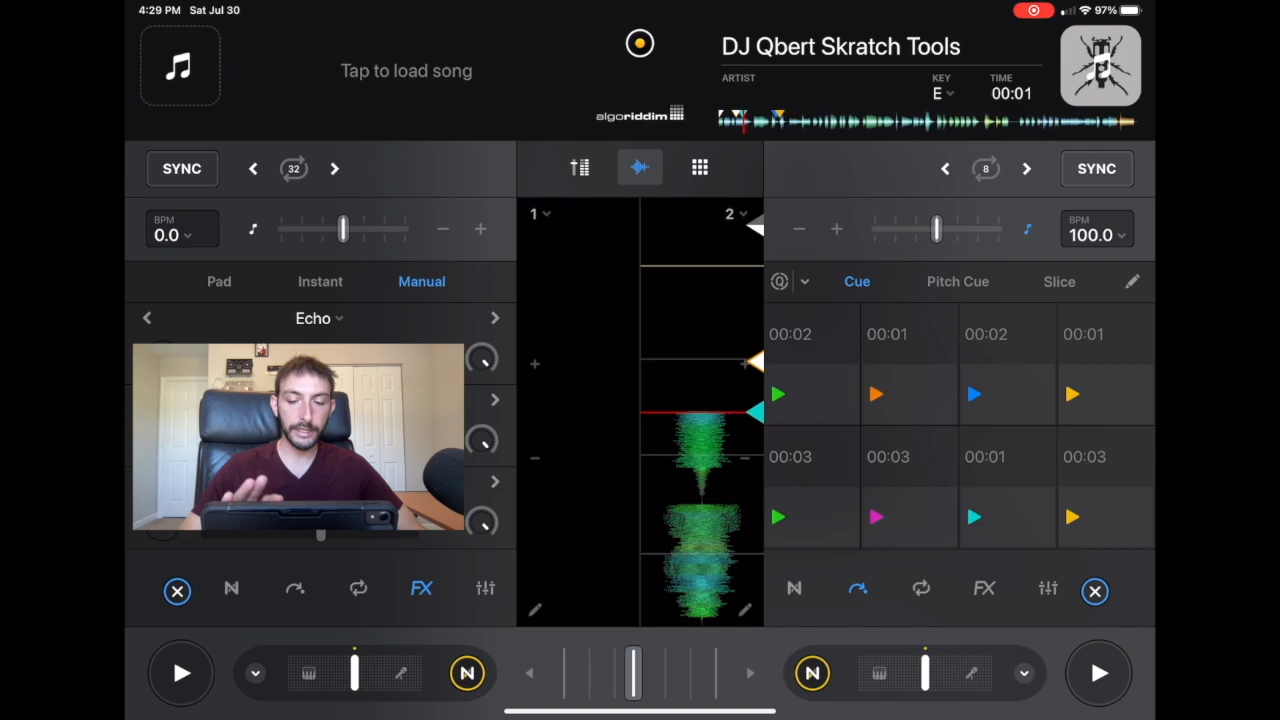 4:29 PM Sat Jul 30
97%
Tap to load song
DJ Qbert Skratch Tools
ARTIST
KEY
TIME
E
00:01
algoriddim
SYNC
32
8
SYNC
BPM
0.0
1
2
BPM
100.0
Pad
Instant
Manual
Q
Cue
Pitch Cue
Slice
Echo
00:02
00:01
00:02
00:01
00:03
00:03
00:01
00:03
FX
FX